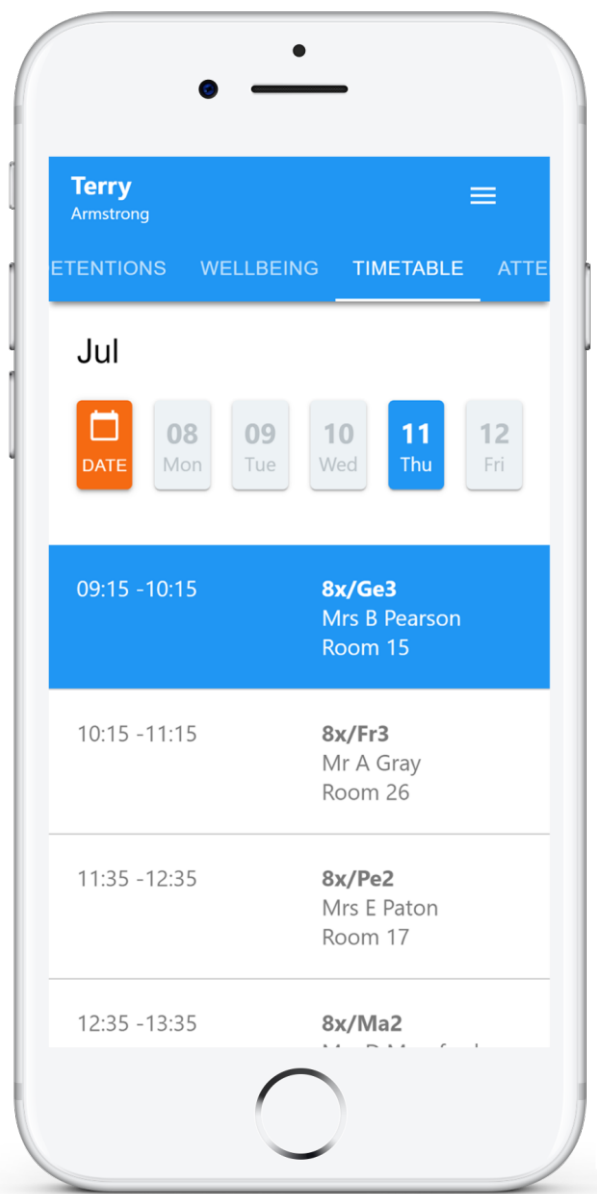 Terry
Armstrong
ETENTIONS WELLBEING TIMETABLE ATTE
Jul
DATE 08 Mon 09 Tue 10 Wed 11 Thu 12 Fri
09:15 -10:15 8x/Ge3
Mrs B Pearson
Room 15
10:15 -11:15 8x/Fr3
Mr A Gray
Room 26
11:35 -12:35 8x/Pe2
Mrs E Paton
Room 17
12:35 -13:35 8x/Ma2